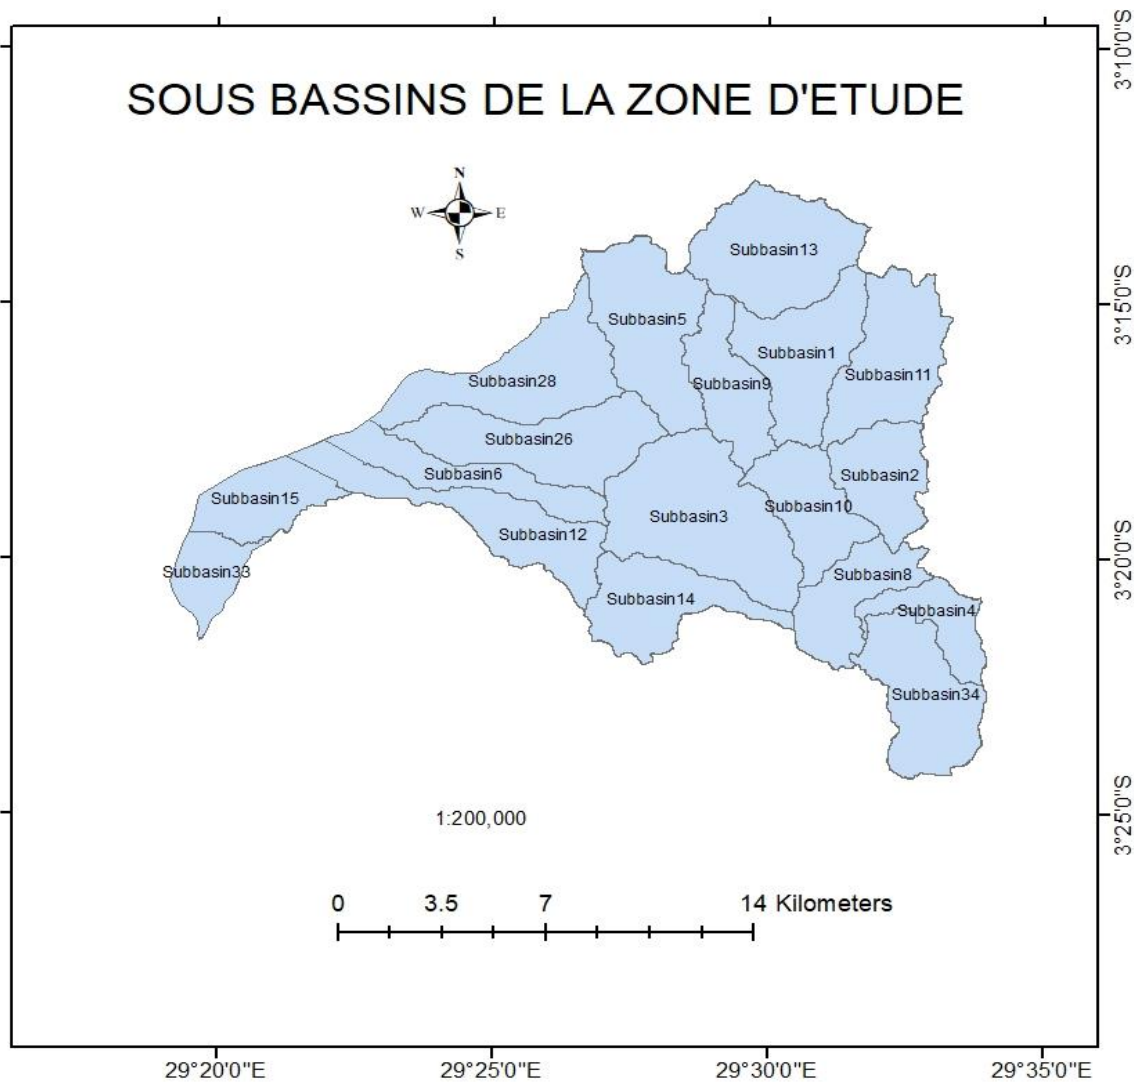 SOUS BASSINS DE LA ZONE D'ETUDE
N
W E
S
3°10'0"S
3°15'0"S
3°20'0"S
3°25'0"S
Subbasin13
Subbasin5
Subbasin1
Subbasin11
Subbasin28
Subbasin9
Subbasin26
Subbasin6
Subbasin2
Subbasin15
Subbasin10
Subbasin3
Subbasin12
Subbasin33
Subbasin8
Subbasin14
Subbasin4
Subbasin34
1:200,000
0 3.5 7 14 Kilometers
29°20'0"E 29°25'0"E 29°30'0"E 29°35'0"E